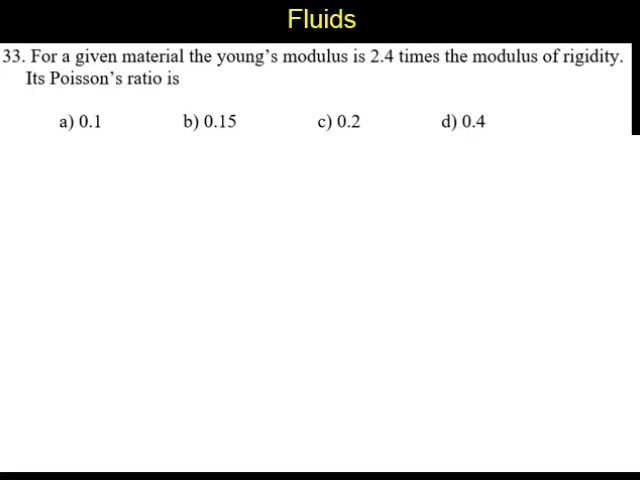 Fluids
33. For a given material the young's modulus is 2.4 times the modulus of rigidity.
Its Poisson's ratio is
a) 0.1 b) 0.15 c) 0.2 d) 0.4